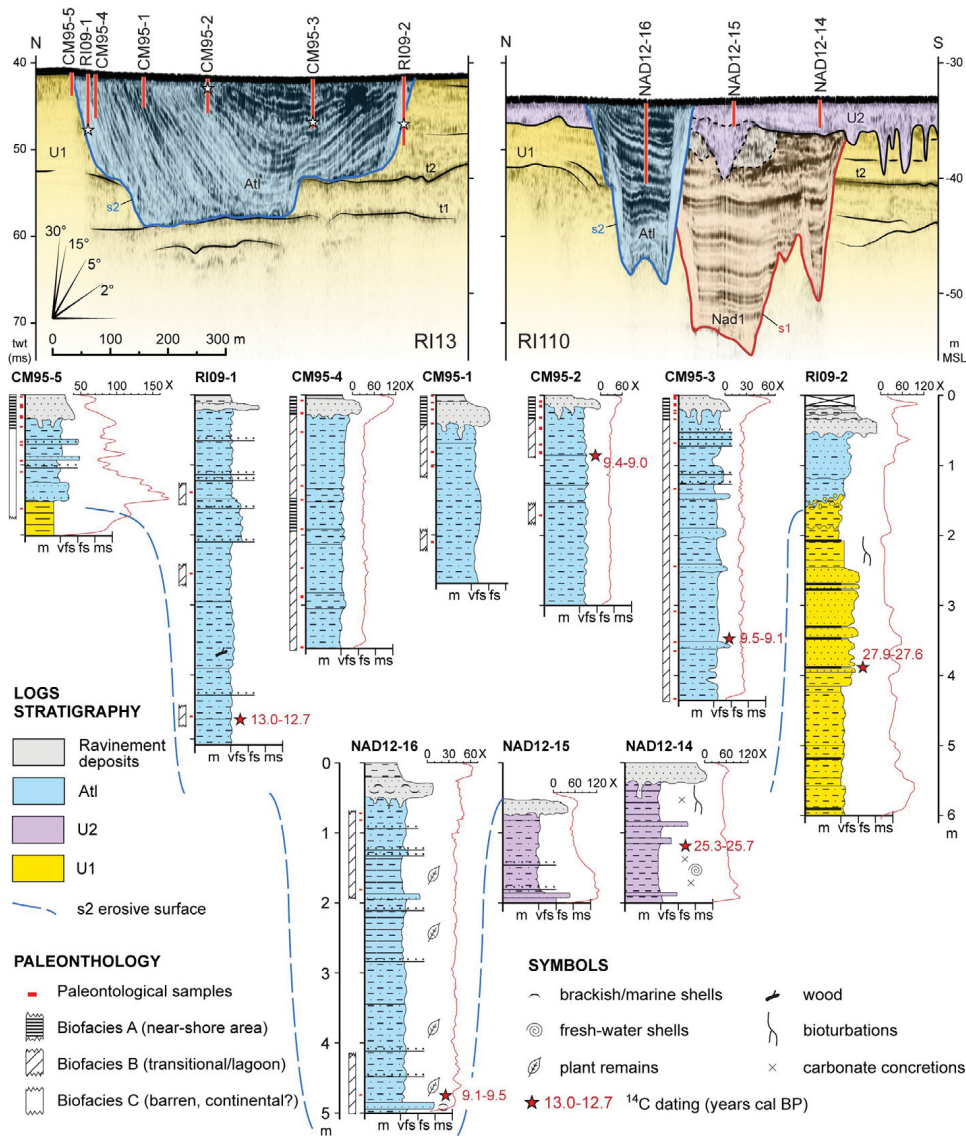 N
CM95-5
RI09-1
CM95-4
CM95-1
CM95-2
CM95-3
RI09-2
40
50
60
70
twt
(ms)
U1
Atl
s2
t2
t1
30°
15°
5°
2°
0 100 200 300 m
RI13
N
NAD12-16
NAD12-15
NAD12-14
S
-30
-40
-50
m
MSL
U1
U2
t2
s2
Atl
Nad1
s1
RI110
CM95-5
50 100 150 X
m vfs fs ms
RI09-1
13.0-12.7
m vfs fs ms
CM95-4
0 60 120 X
m vfs fs ms
CM95-1
m vfs fs
CM95-2
0 60 X
9.4-9.0
m vfs fs ms
CM95-3
0 30 60 X
9.5-9.1
m vfs fs ms
RI09-2
0 60 120 X
27.9-27.6
m vfs fs ms
0
1
2
3
4
5
6
m
LOGS
STRATIGRAPHY
Ravinement
deposits
Atl
U2
U1
s2 erosive surface
PALEONTHOLOGY
Paleontological samples
Biofacies A (near-shore area)
Biofacies B (transitional/lagoon)
Biofacies C (barren, continental?)
NAD12-16
0 30 60 X
0
1
2
3
4
5
m
9.1-9.5
m vfs fs ms
NAD12-15
0 60 120 X
m vfs fs ms
NAD12-14
0 60 120 X
25.3-25.7
m vfs fs ms
SYMBOLS
brackish/marine shells
fresh-water shells
plant remains
wood
bioturbations
carbonate concretions
13.0-12.7 ¹⁴C dating (years cal BP)